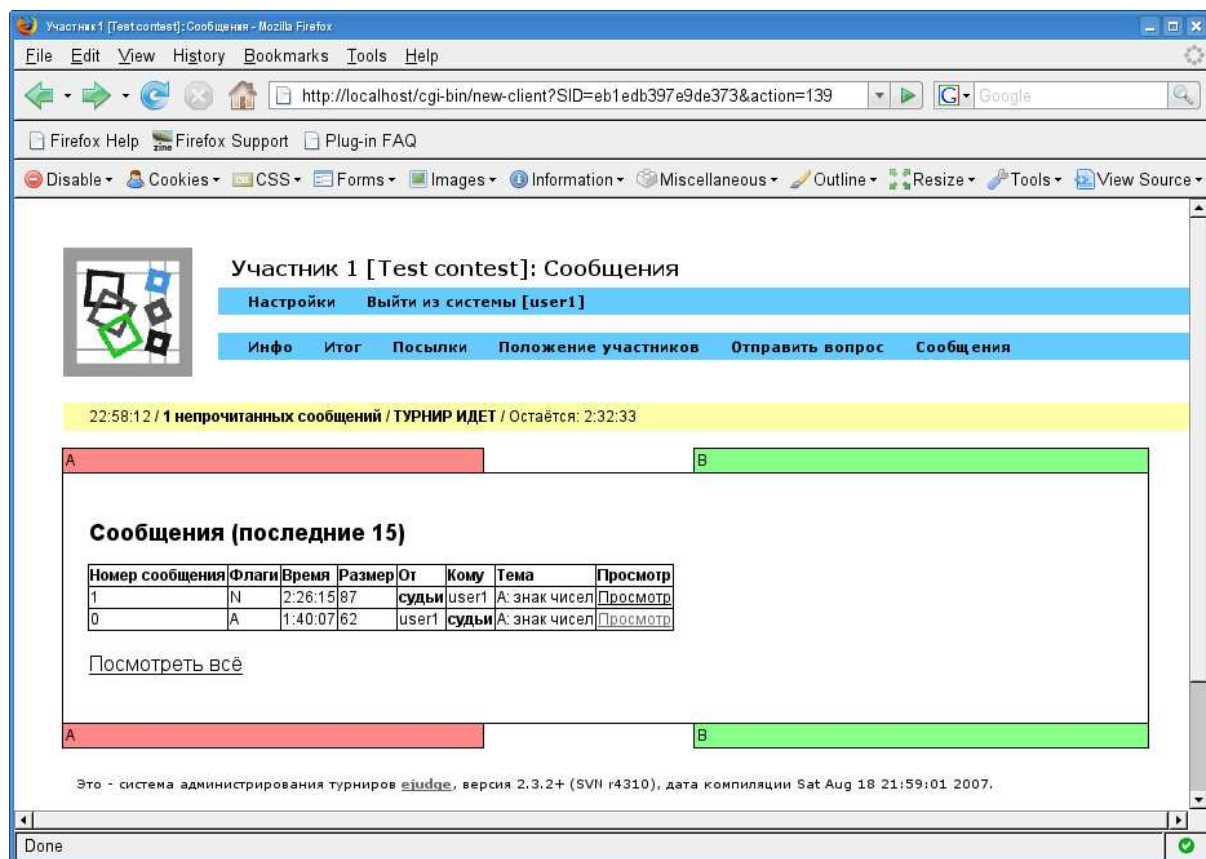 Участник 1 [Test contest]: Сообщения - Mozilla Firefox
File Edit View History Bookmarks Tools Help
http://localhost/cgi-bin/new-client?SID=eb1edb397e9de373&action=139 G Google
Firefox Help zine Firefox Support Plug-in FAQ
Disable Cookies CSS Forms Images Information Miscellaneous Outline Resize Tools View Source
Участник 1 [Test contest]: Сообщения
Настройки Выйти из системы [user1]
Инфо Итог Посылки Положение участников Отправить вопрос Сообщения
22:58:12 / 1 непрочитанных сообщений / ТУРНИР ИДЕТ / Остаётся: 2:32:33
A B
Сообщения (последние 15)
Номер сообщения Флаги Время Размер От Кому Тема Просмотр
1 N 2:26:15 87 судьи user1 A: знак чисел Просмотр
0 A 1:40:07 62 user1 судьи A: знак чисел Просмотр
Посмотреть всё
A B
Это - система администрирования турниров ejudge, версия 2.3.2+ (SVN r4310), дата компиляции Sat Aug 18 21:59:01 2007.
Done